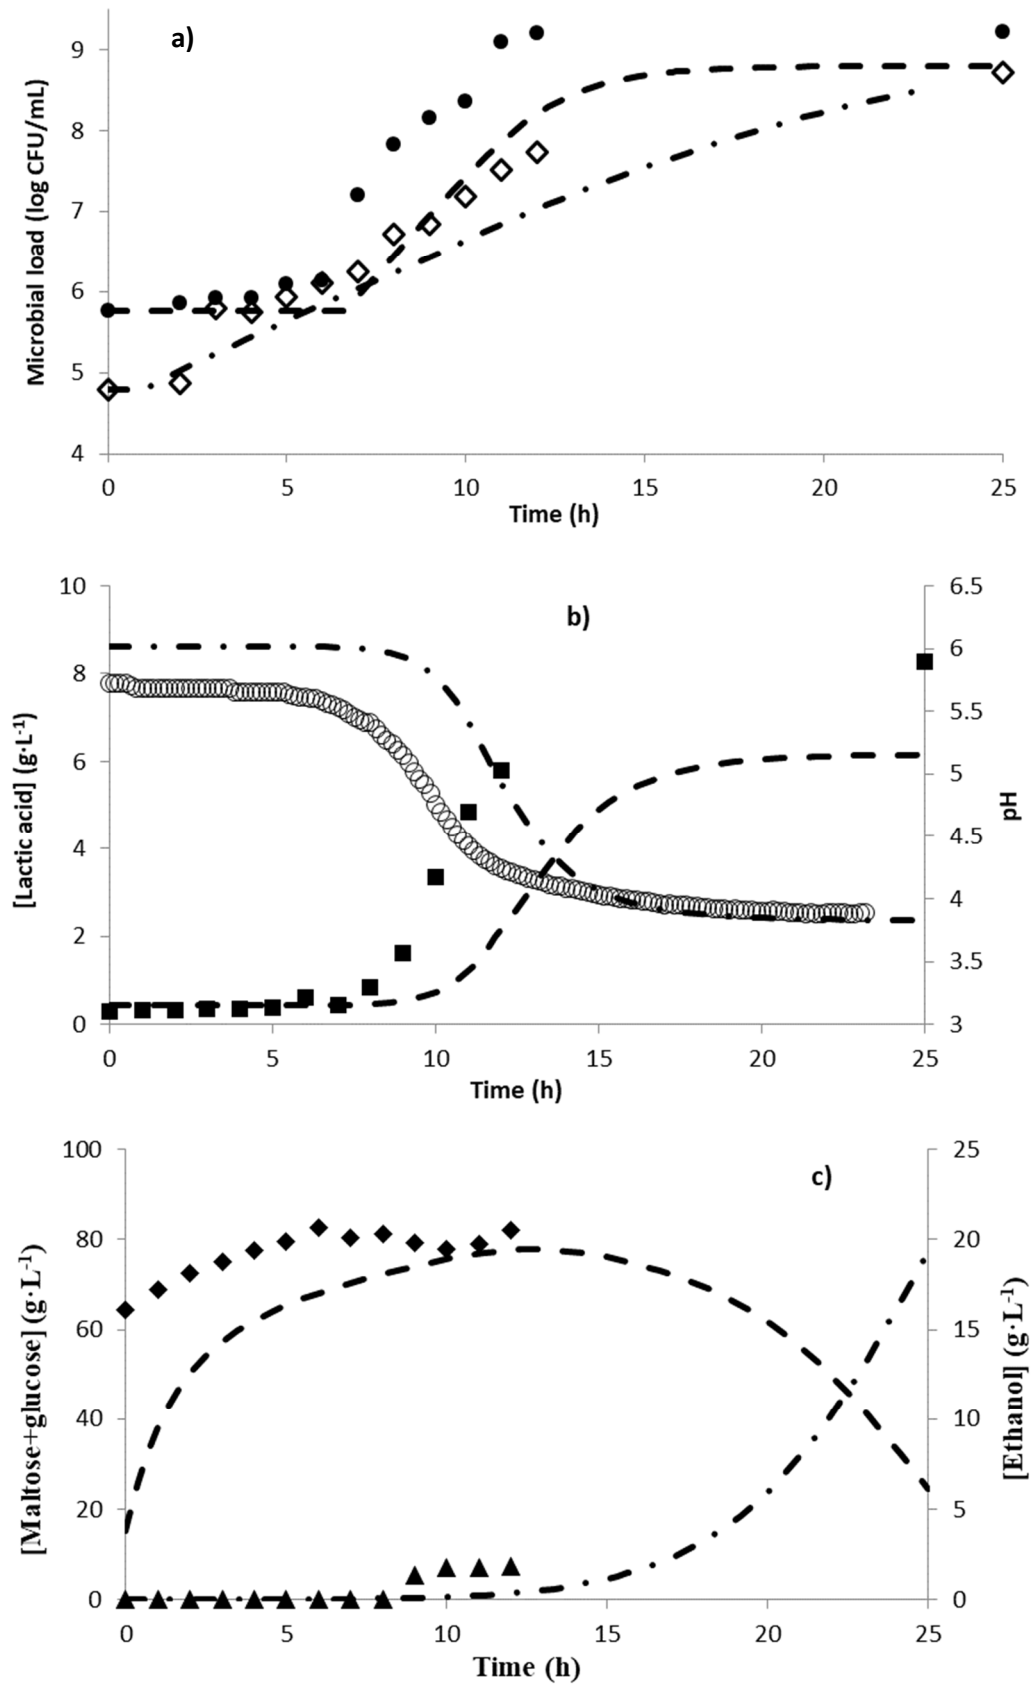 a)
Microbial load (log CFU/mL)
9
8
7
6
5
4
0 5 10 15 20 25
Time (h)
b)
[Lactic acid] (g·L-1)
10
8
6
4
2
0
pH
6.5
6
5.5
5
4.5
4
3.5
3
0 5 10 15 20 25
Time (h)
c)
[Maltose+glucose] (g·L-1)
100
80
60
40
20
0
[Ethanol] (g·L-1)
25
20
15
10
5
0
0 5 10 15 20 25
Time (h)